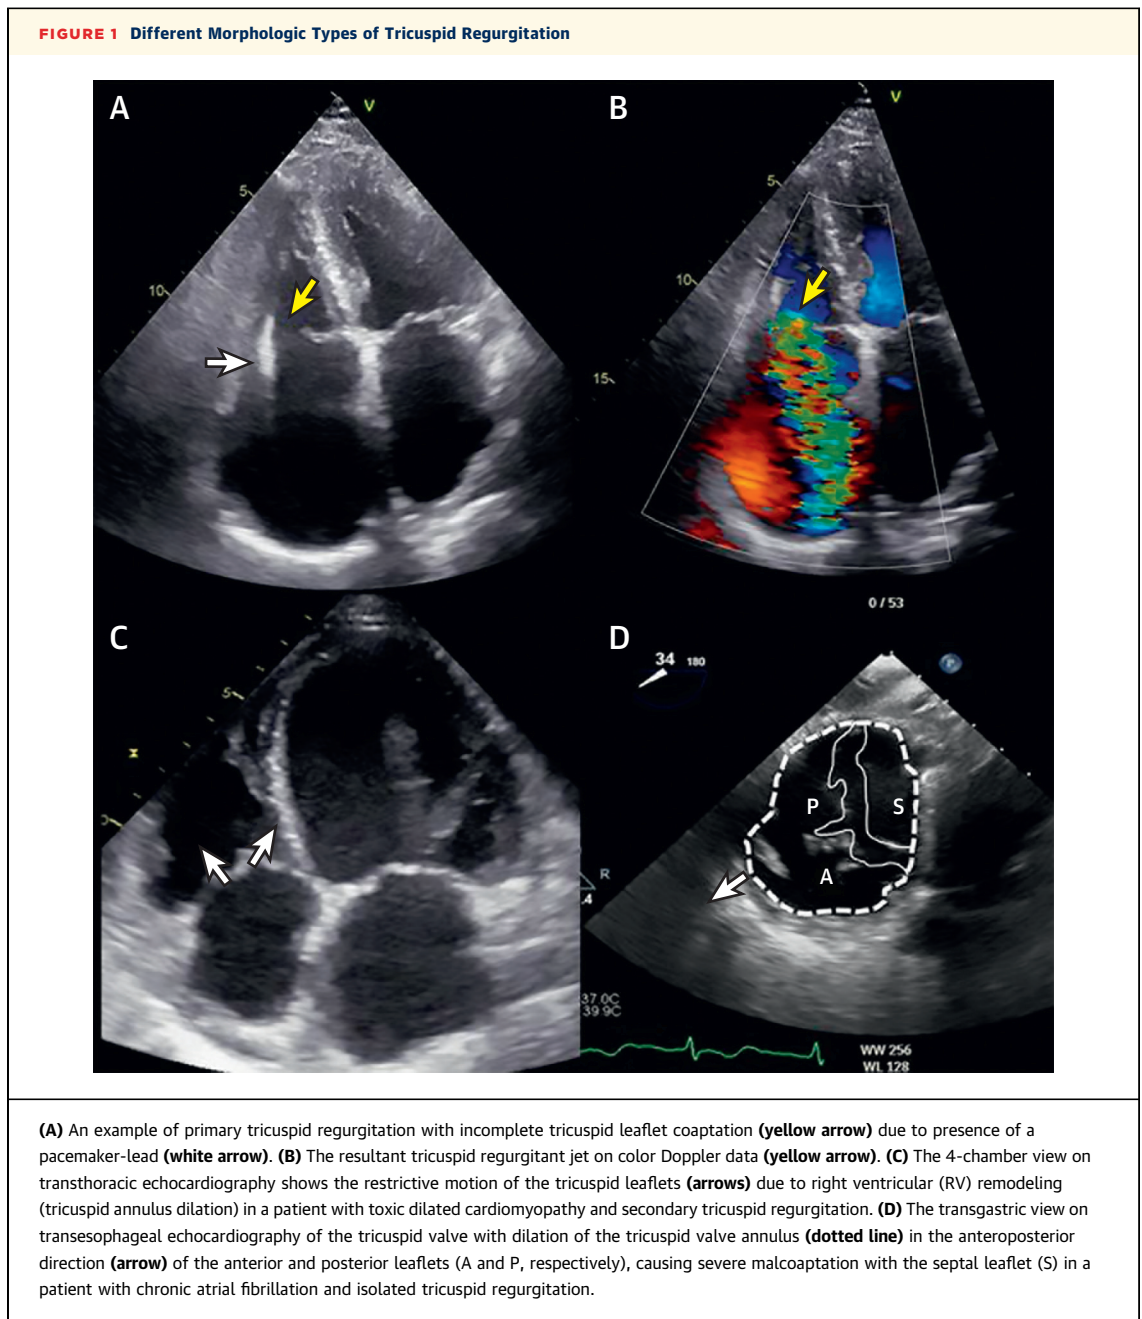 FIGURE 1 Different Morphologic Types of Tricuspid Regurgitation
A
V
B
V
5
5
10
10
15
0 / 53
C
D
34 180
P
5
P
S
A
R
.4
37.0C
39.9C
WW 256
WL 128
(A) An example of primary tricuspid regurgitation with incomplete tricuspid leaflet coaptation (yellow arrow) due to presence of a
pacemaker-lead (white arrow). (B) The resultant tricuspid regurgitant jet on color Doppler data (yellow arrow). (C) The 4-chamber view on
transthoracic echocardiography shows the restrictive motion of the tricuspid leaflets (arrows) due to right ventricular (RV) remodeling
(tricuspid annulus dilation) in a patient with toxic dilated cardiomyopathy and secondary tricuspid regurgitation. (D) The transgastric view on
transesophageal echocardiography of the tricuspid valve with dilation of the tricuspid valve annulus (dotted line) in the anteroposterior
direction (arrow) of the anterior and posterior leaflets (A and P, respectively), causing severe malcoaptation with the septal leaflet (S) in a
patient with chronic atrial fibrillation and isolated tricuspid regurgitation.